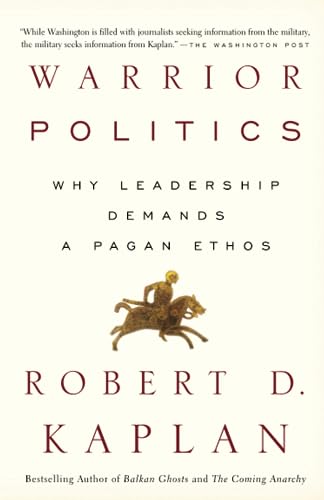 "While Washington is filled with journalists seeking information from the military,
the military seeks information from Kaplan." —THE WASHINGTON POST
WARRIOR
POLITICS
WHY LEADERSHIP
DEMANDS
A PAGAN ETHOS
ROBERT D.
KAPLAN
Bestselling Author of Balkan Ghosts and The Coming Anarchy